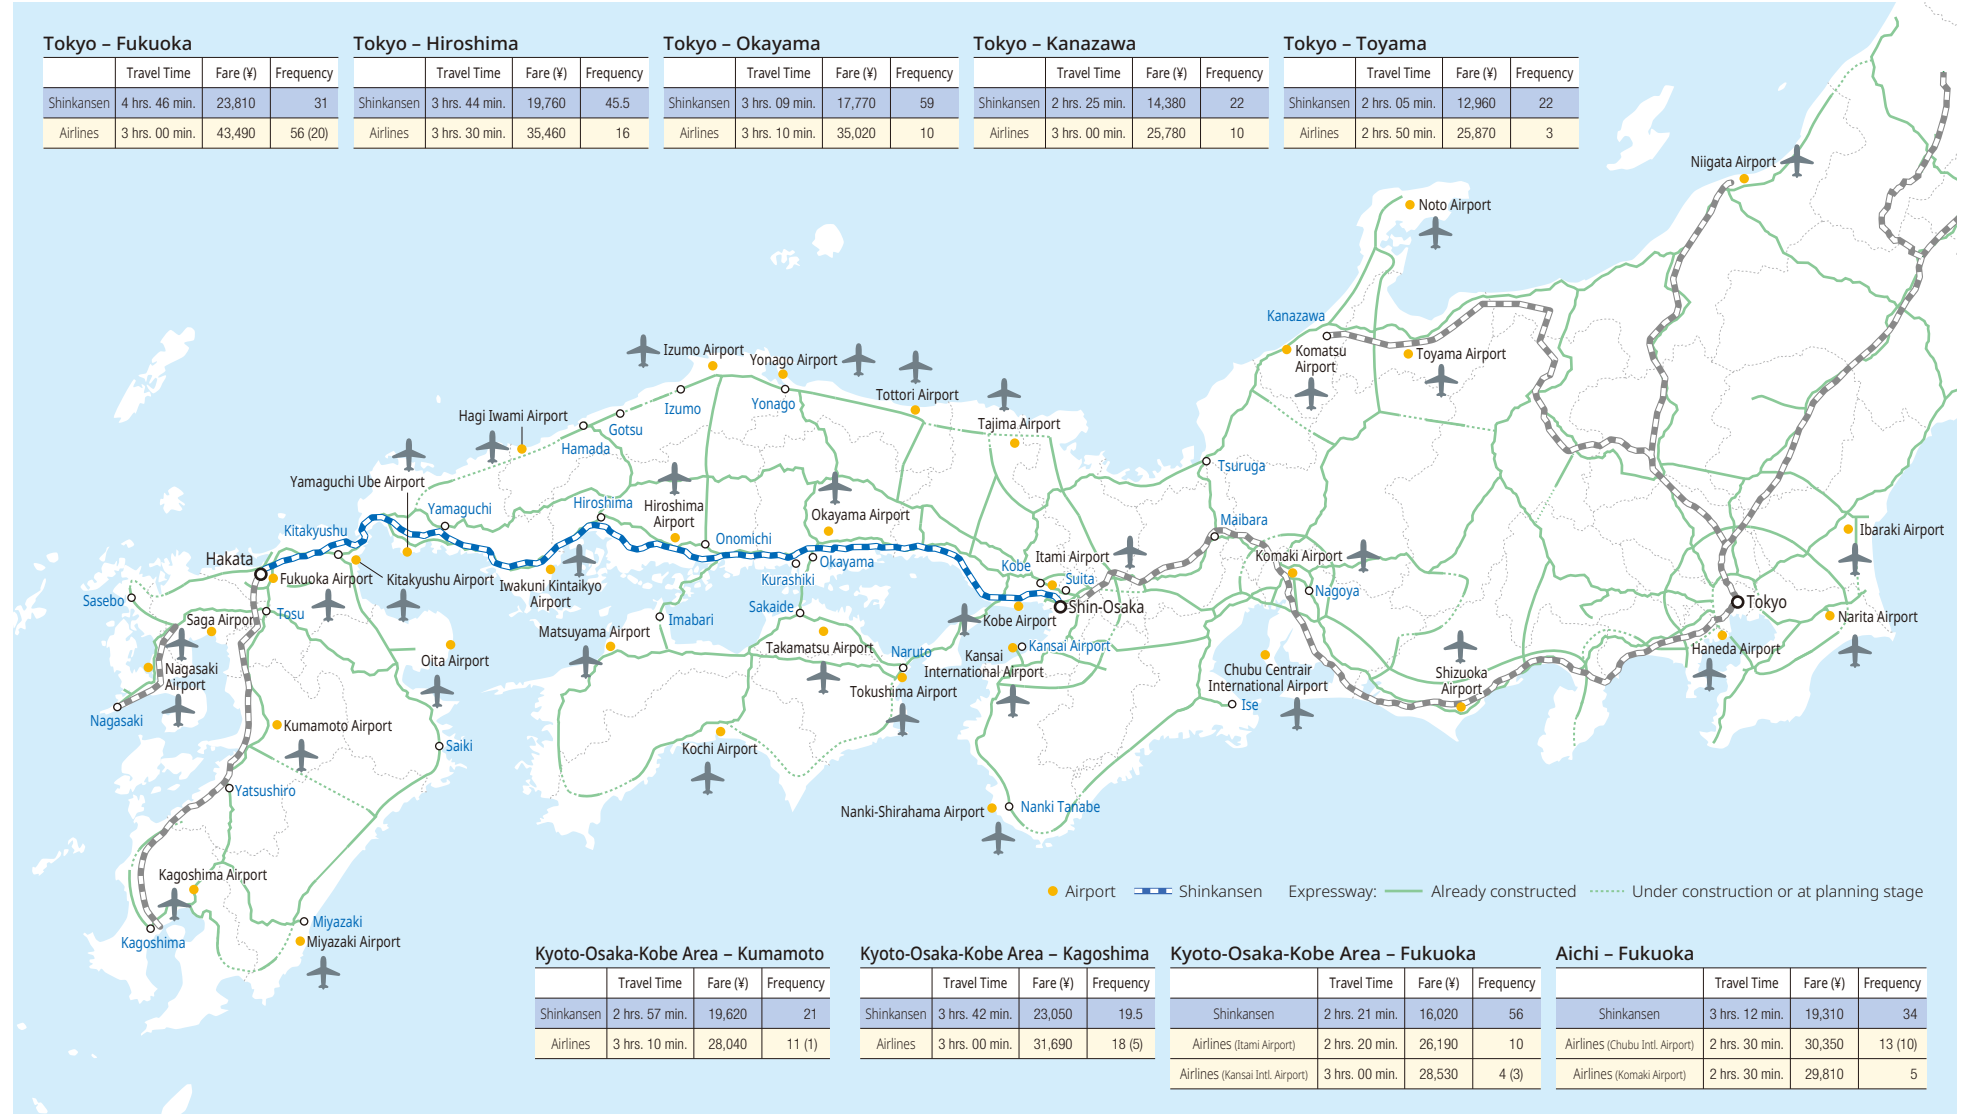 Tokyo – Fukuoka
Travel Time Fare (¥) Frequency
Shinkansen 4 hrs. 46 min. 23,810 31
Airlines 3 hrs. 00 min. 43,490 56 (20)
Tokyo – Hiroshima
Travel Time Fare (¥) Frequency
Shinkansen 3 hrs. 44 min. 19,760 45.5
Airlines 3 hrs. 30 min. 35,460 16
Tokyo – Okayama
Travel Time Fare (¥) Frequency
Shinkansen 3 hrs. 09 min. 17,770 59
Airlines 3 hrs. 10 min. 35,020 10
Tokyo – Kanazawa
Travel Time Fare (¥) Frequency
Shinkansen 2 hrs. 25 min. 14,380 22
Airlines 3 hrs. 00 min. 25,780 10
Tokyo – Toyama
Travel Time Fare (¥) Frequency
Shinkansen 2 hrs. 05 min. 12,960 22
Airlines 2 hrs. 50 min. 25,870 3
Niigata Airport
Noto Airport
Kanazawa
Komatsu
Airport
Toyama Airport
Izumo Airport
Yonago Airport
Tottori Airport
Tajima Airport
Izumo
Yonago
Hagi Iwami Airport
Gotsu
Hamada
Tsuruga
Yamaguchi Ube Airport
Yamaguchi
Hiroshima
Hiroshima
Airport
Okayama Airport
Maibara
Ibaraki Airport
Kitakyushu
Onomichi
Hakata
Fukuoka Airport
Kitakyushu Airport
Iwakuni Kintaikyo
Airport
Kurashiki
Okayama
Itami Airport
Kobe
Suita
Komaki Airport
Nagoya
Shin-Osaka
Tokyo
Sasebo
Saga Airport
Tosu
Sakaide
Imabari
Kobe Airport
Narita Airport
Matsuyama Airport
Takamatsu Airport
Naruto
Kansai
International Airport
Kansai Airport
Haneda Airport
Nagasaki
Airport
Oita Airport
Tokushima Airport
Chubu Centrair
International Airport
Shizuoka
Airport
Ise
Nagasaki
Kumamoto Airport
Saiki
Kochi Airport
Yatsushiro
Nanki-Shirahama Airport
Nanki Tanabe
Kagoshima Airport
Miyazaki
Kagoshima
Miyazaki Airport
Airport Shinkansen Expressway: Already constructed Under construction or at planning stage
Kyoto-Osaka-Kobe Area – Kumamoto
Travel Time Fare (¥) Frequency
Shinkansen 2 hrs. 57 min. 19,620 21
Airlines 3 hrs. 10 min. 28,040 11 (1)
Kyoto-Osaka-Kobe Area – Kagoshima
Travel Time Fare (¥) Frequency
Shinkansen 3 hrs. 42 min. 23,050 19.5
Airlines 3 hrs. 00 min. 31,690 18 (5)
Kyoto-Osaka-Kobe Area – Fukuoka
Travel Time Fare (¥) Frequency
Shinkansen 2 hrs. 21 min. 16,020 56
Airlines (Itami Airport) 2 hrs. 20 min. 26,190 10
Airlines (Kansai Intl. Airport) 3 hrs. 00 min. 28,530 4 (3)
Aichi – Fukuoka
Travel Time Fare (¥) Frequency
Shinkansen 3 hrs. 12 min. 19,310 34
Airlines (Chubu Intl. Airport) 2 hrs. 30 min. 30,350 13 (10)
Airlines (Komaki Airport) 2 hrs. 30 min. 29,810 5